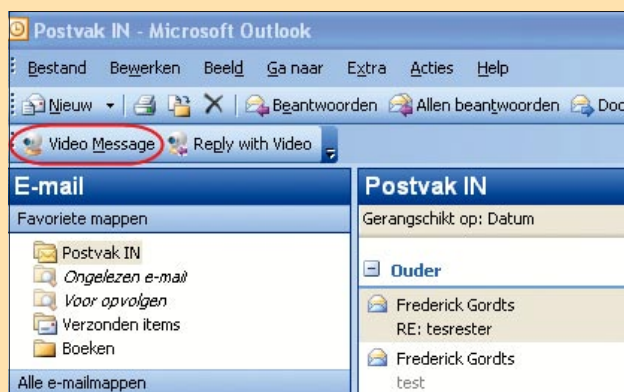 Postvak IN - Microsoft Outlook
Bestand Bewerken Beeld Ga naar Extra Acties Help
Nieuw Beantwoorden Allen beantwoorden Doo
Video Message Reply with Video
E-mail
Favoriete mappen
Postvak IN
Ongelezen e-mail
Voor opvolgen
Verzonden items
Boeken
Alle e-mailmappen
Postvak IN
Gerangschikt op: Datum
Ouder
Frederick Gordts
RE: tesrester
Frederick Gordts
test